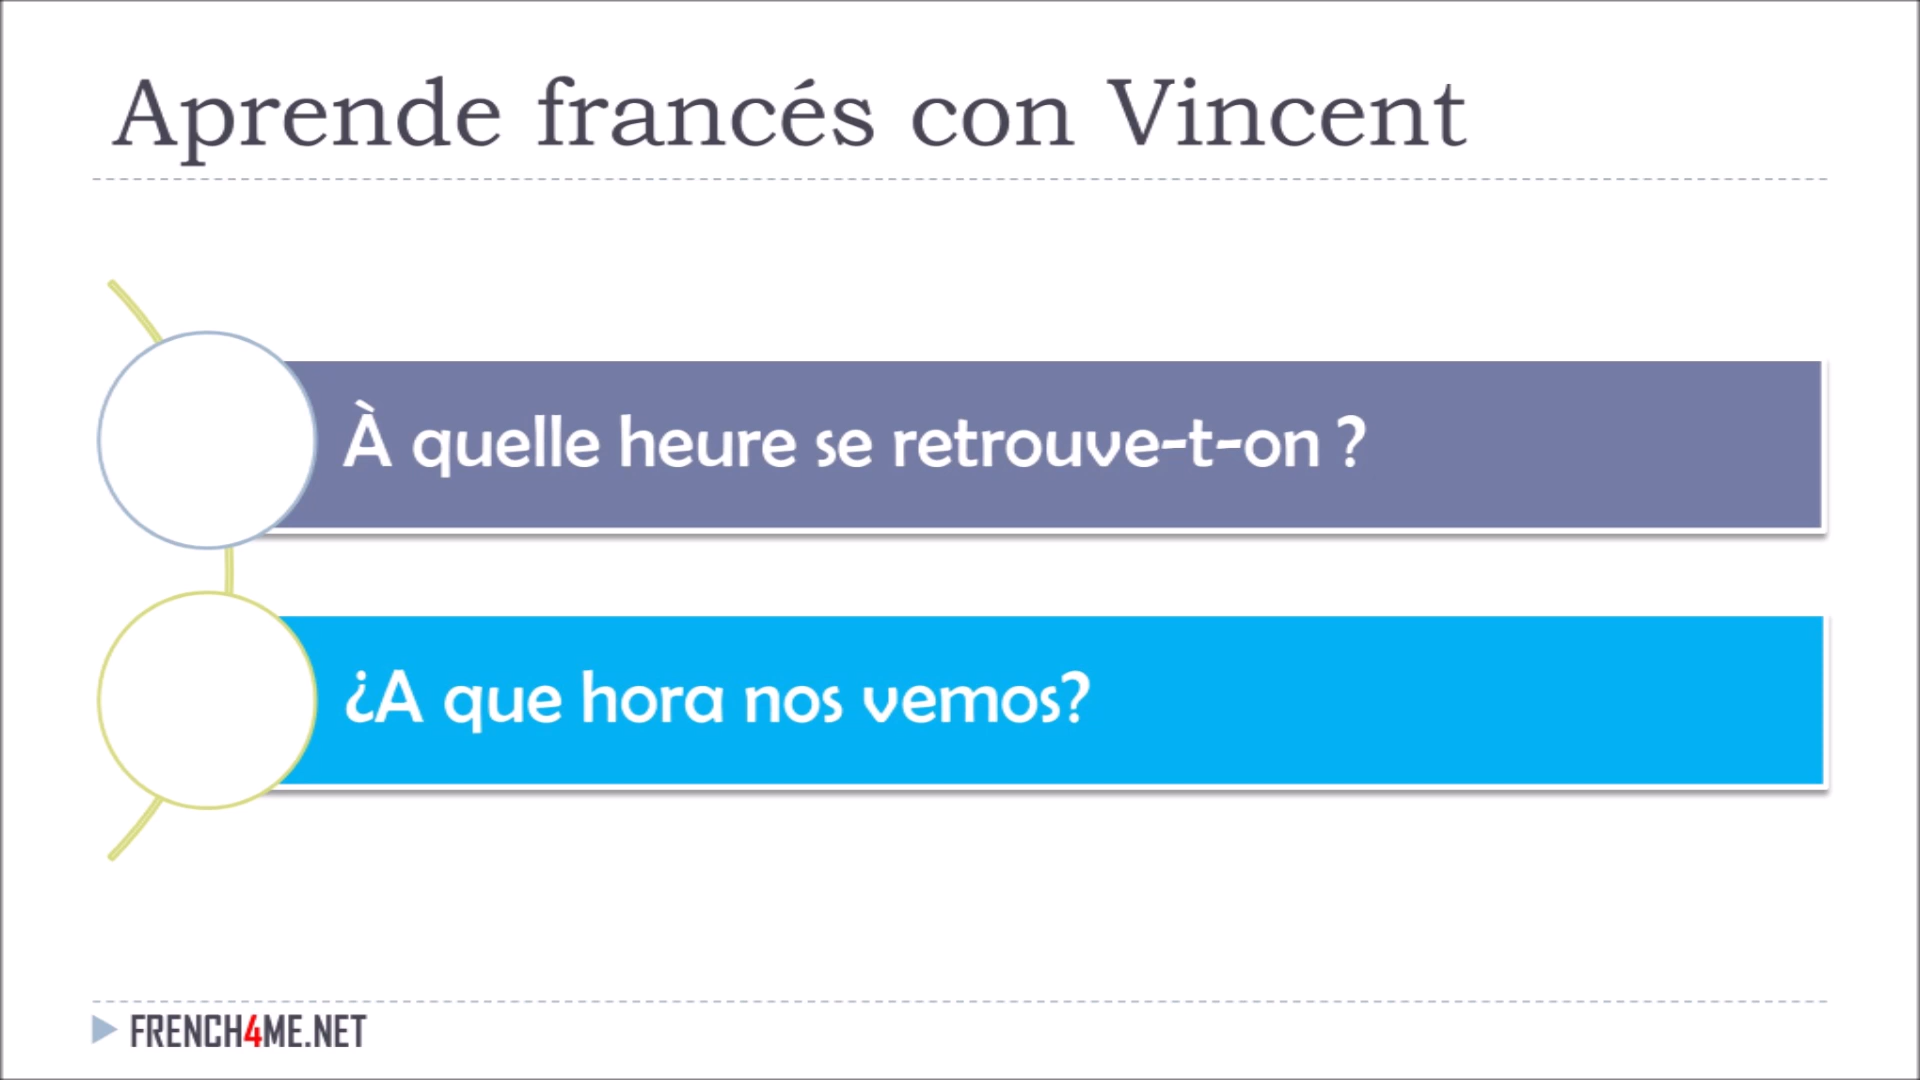 Aprende francés con Vincent
À quelle heure se retrouve-t-on ?
¿A que hora nos vemos?
FRENCH4ME.NET